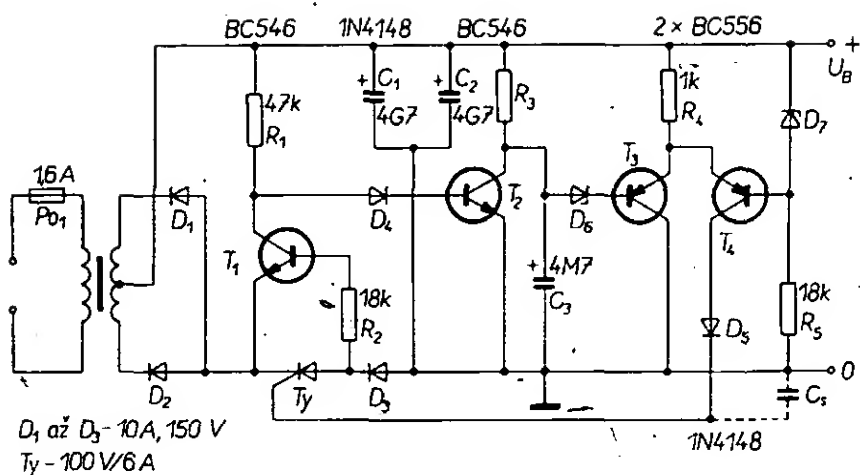 BC546
1N4148
BC546
2 × BC556
+
U_B
+ C₁
4G7
+ C₂
4G7
47k
R₁
R₃
1k
R₄
D₇
1,6A
Po₁
D₁
D₄
T₂
T₃
T₄
D₆
T₁
18k
R₂
+ 4M7
C₃
18k
R₅
D₅
D₂
Ty
D₃
0
C_s
1N4148
D₁ až D₃ - 10A, 150 V
Ty - 100 V/6 A